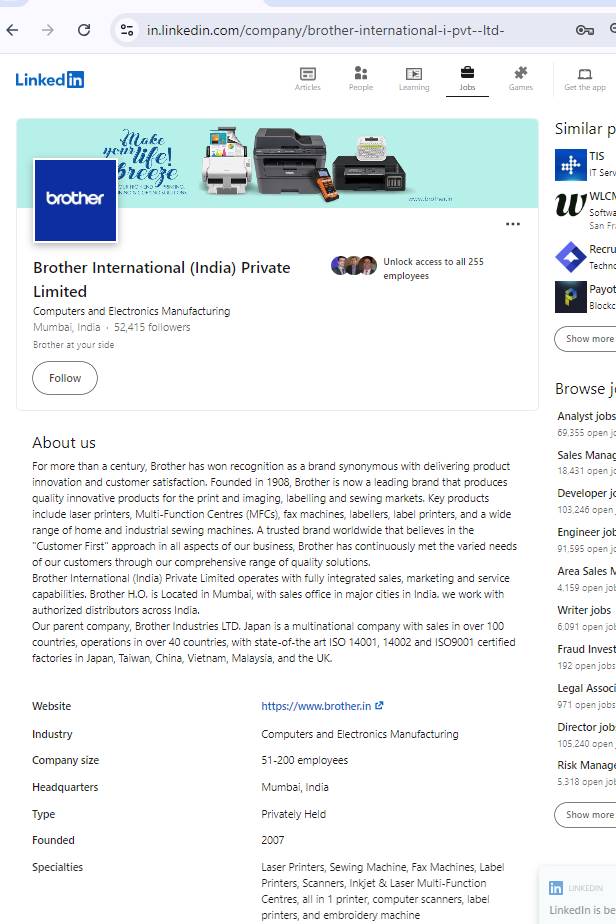 in.linkedin.com/company/brother-international-i-pvt--ltd-
Linked in
Articles
People
Learning
Jobs
Games
Get the app
Make
your life!
breeze
www.brother.in
brother
Brother International (India) Private
Limited
Computers and Electronics Manufacturing
Mumbai, India · 52,415 followers
Brother at your side
Unlock access to all 255
employees
Follow
About us
For more than a century, Brother has won recognition as a brand synonymous with delivering product
innovation and customer satisfaction. Founded in 1908, Brother is now a leading brand that produces
quality innovative products for the print and imaging, labelling and sewing markets. Key products
include laser printers, Multi-Function Centres (MFCs), fax machines, labellers, label printers, and a wide
range of home and industrial sewing machines. A trusted brand worldwide that believes in the
"Customer First" approach in all aspects of our business, Brother has continuously met the varied needs
of our customers through our comprehensive range of quality solutions.
Brother International (India) Private Limited operates with fully integrated sales, marketing and service
capabilities. Brother H.O. is Located in Mumbai, with sales office in major cities in India. we work with
authorized distributors across India.
Our parent company, Brother Industries LTD. Japan is a multinational company with sales in over 100
countries, operations in over 40 countries, with state-of-the art ISO 14001, 14002 and ISO9001 certified
factories in Japan, Taiwan, China, Vietnam, Malaysia, and the UK.
Website
https://www.brother.in
Industry
Computers and Electronics Manufacturing
Company size
51-200 employees
Headquarters
Mumbai, India
Type
Privately Held
Founded
2007
Specialties
Laser Printers, Sewing Machine, Fax Machines, Label
Printers, Scanners, Inkjet & Laser Multi-Function
Centres, all in 1 printer, computer scanners, label
printers, and embroidery machine
Similar p
TIS
IT Serv
WLCM
Softwa
San Fra
Recru
Techno
Payot
Blockc
Show more
Browse j
Analyst jobs
69,355 open jo
Sales Manag
18,431 open jo
Developer jo
103,246 open j
Engineer job
91,595 open jo
Area Sales M
4,159 open job
Writer jobs
6,091 open job
Fraud Invest
192 open jobs
Legal Associ
971 open jobs
Director jobs
105,240 open
Risk Manage
5,318 open job
Show more
in LINKEDIN
LinkedIn is be